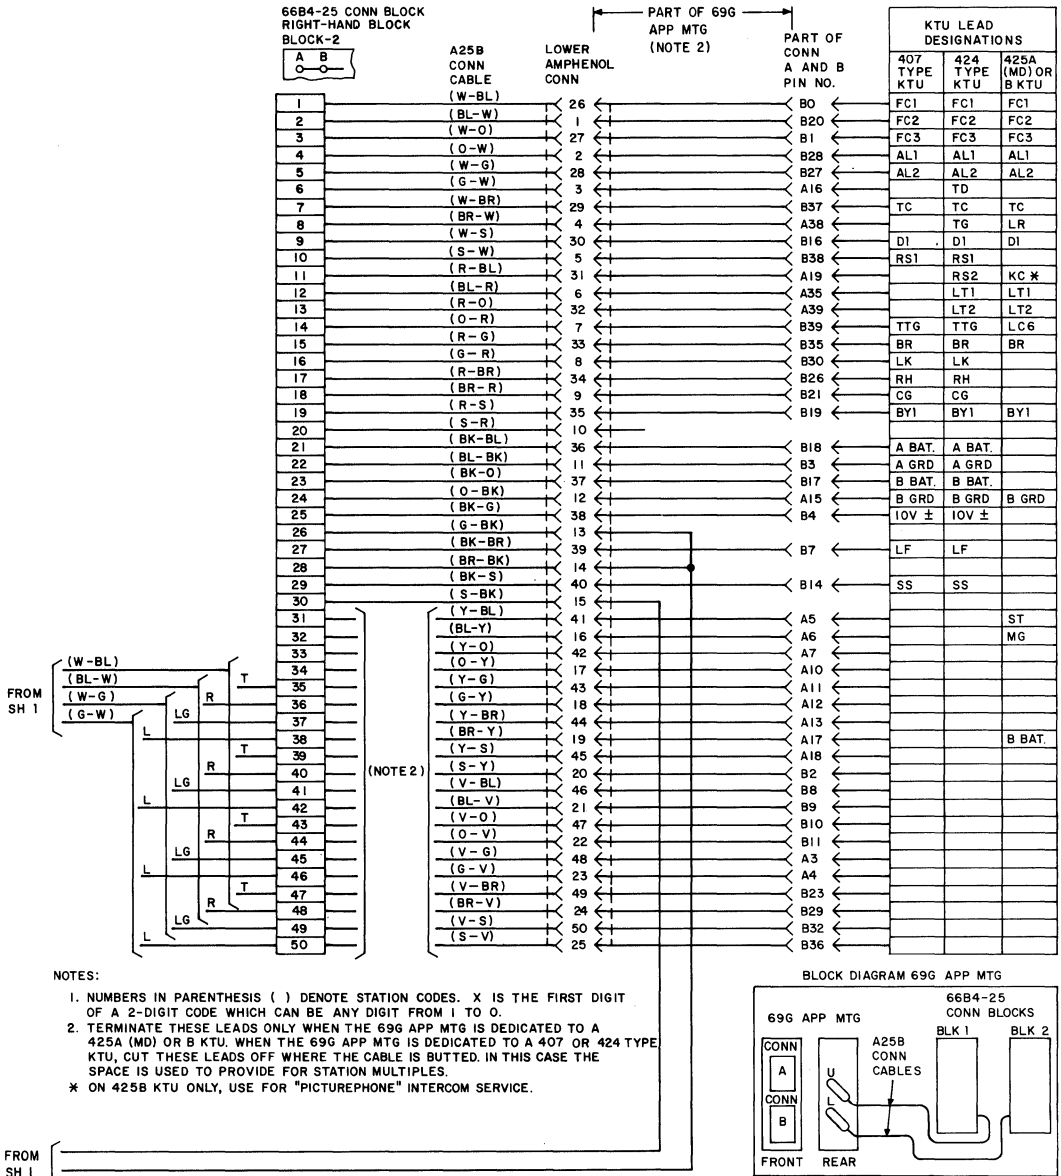 66B4-25 CONN BLOCK
RIGHT-HAND BLOCK
BLOCK-2
A B
A25B
CONN
CABLE
LOWER
AMPHENOL
CONN
PART OF 69G
APP MTG
(NOTE 2)
PART OF
CONN
A AND B
PIN NO.
KTU LEAD
DESIGNATIONS
407 TYPE KTU 424 TYPE KTU 425A (MD) OR B KTU
1 (W-BL) 26 B0 FC1 FC1 FC1
2 (BL-W) 1 B20 FC2 FC2 FC2
3 (W-O) 27 B1 FC3 FC3 FC3
4 (O-W) 2 B28 AL1 AL1 AL1
5 (W-G) 28 B27 AL2 AL2 AL2
6 (G-W) 3 A16 TD
7 (W-BR) 29 B37 TC TC TC
8 (BR-W) 4 A38 TG LR
9 (W-S) 30 B16 D1 D1 D1
10 (S-W) 5 B38 RS1 RS1
11 (R-BL) 31 A19 RS2 KC *
12 (BL-R) 6 A35 LT1 LT1
13 (R-O) 32 A39 LT2 LT2
14 (O-R) 7 B39 TTG TTG LC6
15 (R-G) 33 B35 BR BR BR
16 (G-R) 8 B30 LK LK
17 (R-BR) 34 B26 RH RH
18 (BR-R) 9 B21 CG CG
19 (R-S) 35 B19 BY1 BY1 BY1
20 (S-R) 10
21 (BK-BL) 36 B18 A BAT. A BAT.
22 (BL-BK) 11 B3 A GRD A GRD
23 (BK-O) 37 B17 B BAT. B BAT.
24 (O-BK) 12 A15 B GRD B GRD B GRD
25 (BK-G) 38 B4 10V ± 10V ±
26 (G-BK) 13
27 (BK-BR) 39 B7 LF LF
28 (BR-BK) 14
29 (BK-S) 40 B14 SS SS
30 (S-BK) 15
31 (Y-BL) 41 A5 ST
32 (BL-Y) 16 A6 MG
33 (Y-O) 42 A7
34 (O-Y) 17 A10
T 35 (Y-G) 43 A11
R 36 (G-Y) 18 A12
LG 37 (Y-BR) 44 A13
L 38 (BR-Y) 19 A17 B BAT.
T 39 (Y-S) 45 A18
R 40 (S-Y) 20 B2
LG 41 (V-BL) 46 B8
L 42 (BL-V) 21 B9
T 43 (V-O) 47 B10
R 44 (O-V) 22 B11
LG 45 (V-G) 48 A3
L 46 (G-V) 23 A4
T 47 (V-BR) 49 B23
R 48 (BR-V) 24 B29
LG 49 (V-S) 50 B32
L 50 (S-V) 25 B36
(NOTE 2)
FROM
SH 1
(W-BL)
(BL-W)
(W-G)
(G-W)
NOTES:
1. NUMBERS IN PARENTHESIS ( ) DENOTE STATION CODES. X IS THE FIRST DIGIT
OF A 2-DIGIT CODE WHICH CAN BE ANY DIGIT FROM 1 TO 0.
2. TERMINATE THESE LEADS ONLY WHEN THE 69G APP MTG IS DEDICATED TO A
425A (MD) OR B KTU. WHEN THE 69G APP MTG IS DEDICATED TO A 407 OR 424 TYPE
KTU, CUT THESE LEADS OFF WHERE THE CABLE IS BUTTED. IN THIS CASE THE
SPACE IS USED TO PROVIDE FOR STATION MULTIPLES.
* ON 425B KTU ONLY, USE FOR "PICTUREPHONE" INTERCOM SERVICE.
FROM
SH 1
BLOCK DIAGRAM 69G APP MTG
69G APP MTG
66B4-25
CONN BLOCKS
BLK 1 BLK 2
CONN
A
CONN
B
U
L
A25B
CONN
CABLES
FRONT REAR